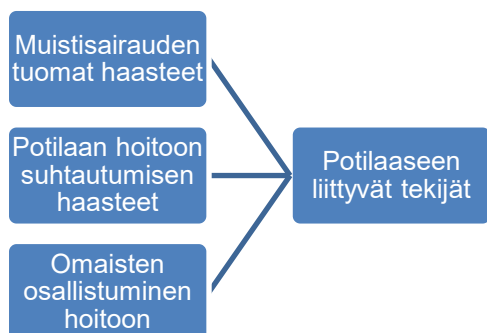 Muistisairauden
tuomat haasteet
Potilaan hoitoon
suhtautumisen
haasteet
Omaisten
osallistuminen
hoitoon
Potilaaseen
liittyvät tekijät